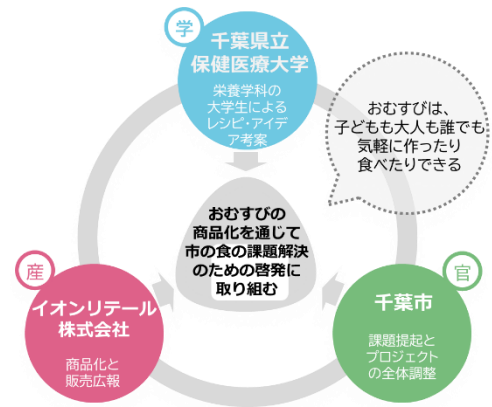 学
千葉県立
保健医療大学
栄養学科の
大学生による
レシピ・アイデ
ア考案
おむすびは、
子どもも大人も誰でも
気軽に作ったり
食べたりできる
おむすびの
商品化を通じて
市の食の課題解決
のための啓発に
取り組む
産
イオンリテール
株式会社
商品化と
販売広報
官
千葉市
課題提起と
プロジェクト
の全体調整